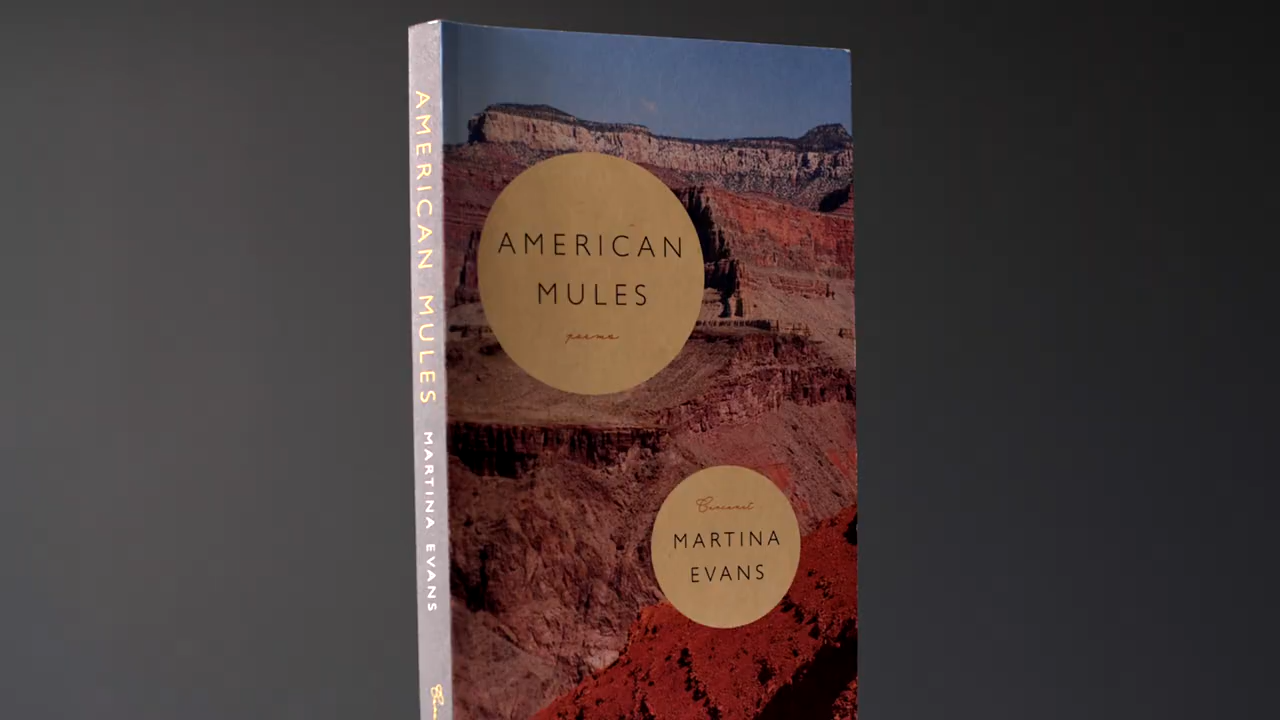 AMERICAN MULES MARTINA EVANS
AMERICAN
MULES
poems
Carcanet
MARTINA
EVANS